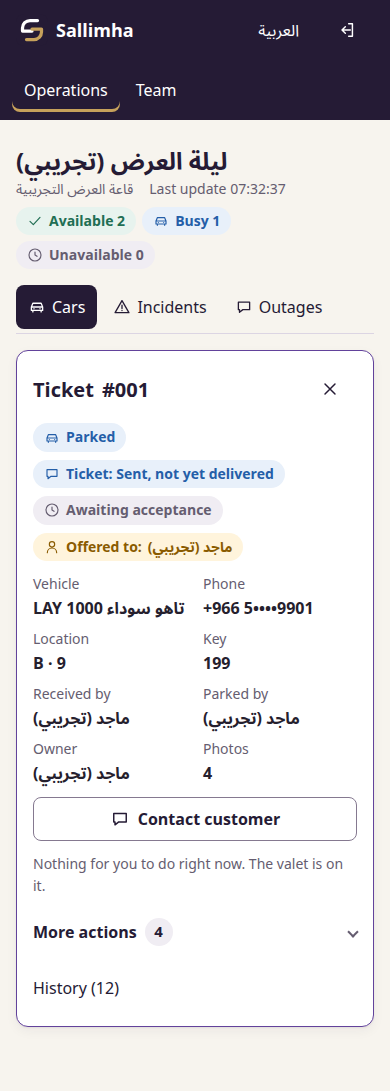 Sallimha
العربية
Operations
Team
ليلة العرض (تجريبي)
قاعة العرض التجريبية Last update 07:32:37
Available 2
Busy 1
Unavailable 0
Cars
Incidents
Outages
Ticket #001
Parked
Ticket: Sent, not yet delivered
Awaiting acceptance
Offered to: ماجد (تجريبي)
Vehicle
Phone
LAY 1000 تاهو سوداء
+966 5••••9901
Location
Key
B · 9
199
Received by
Parked by
ماجد (تجريبي)
ماجد (تجريبي)
Owner
Photos
ماجد (تجريبي)
4
Contact customer
Nothing for you to do right now. The valet is on
it.
More actions 4
History (12)